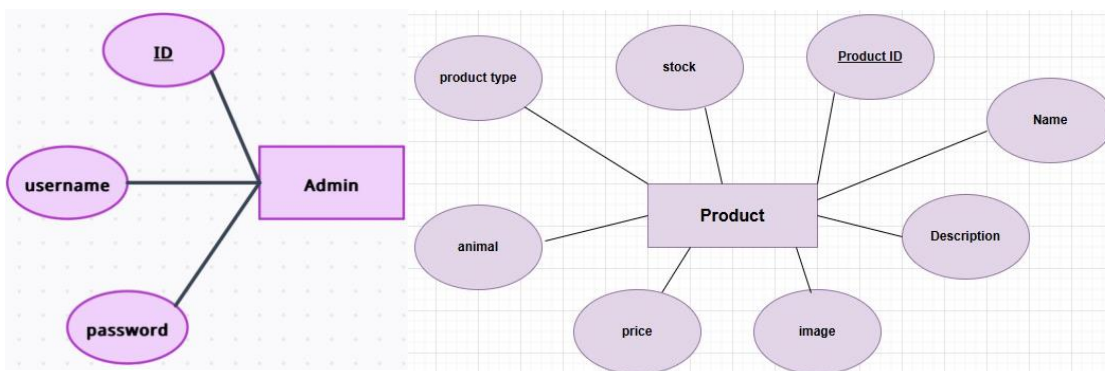 ID
username
Admin
password
product type
stock
Product ID
Name
Product
animal
Description
price
image